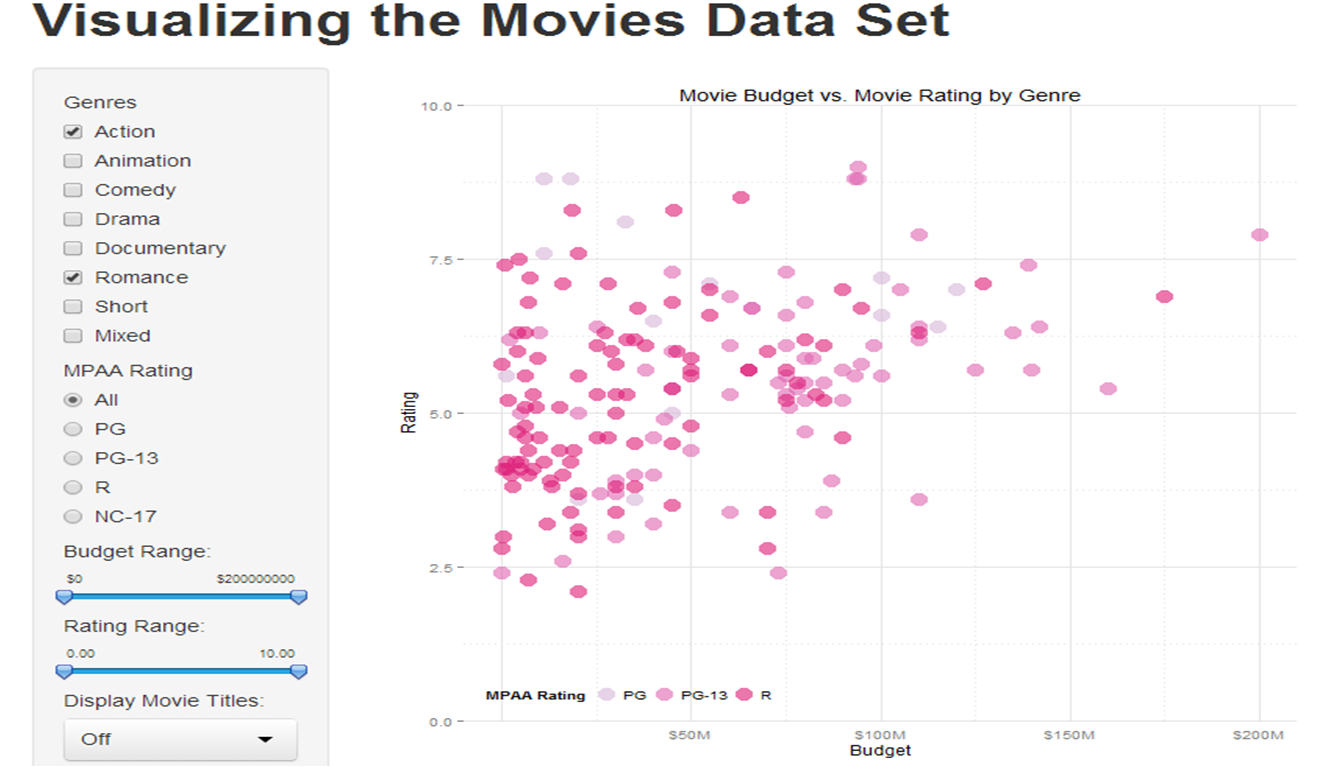 Visualizing the Movies Data Set
Genres
Action
Animation
Comedy
Drama
Documentary
Romance
Short
Mixed
MPAA Rating
All
PG
PG-13
R
NC-17
Budget Range:
$0 $200000000
Rating Range:
0.00 10.00
Display Movie Titles:
Off
Movie Budget vs. Movie Rating by Genre
10.0
7.5
5.0
2.5
0.0
Rating
MPAA Rating PG PG-13 R
$50M $100M $150M $200M
Budget